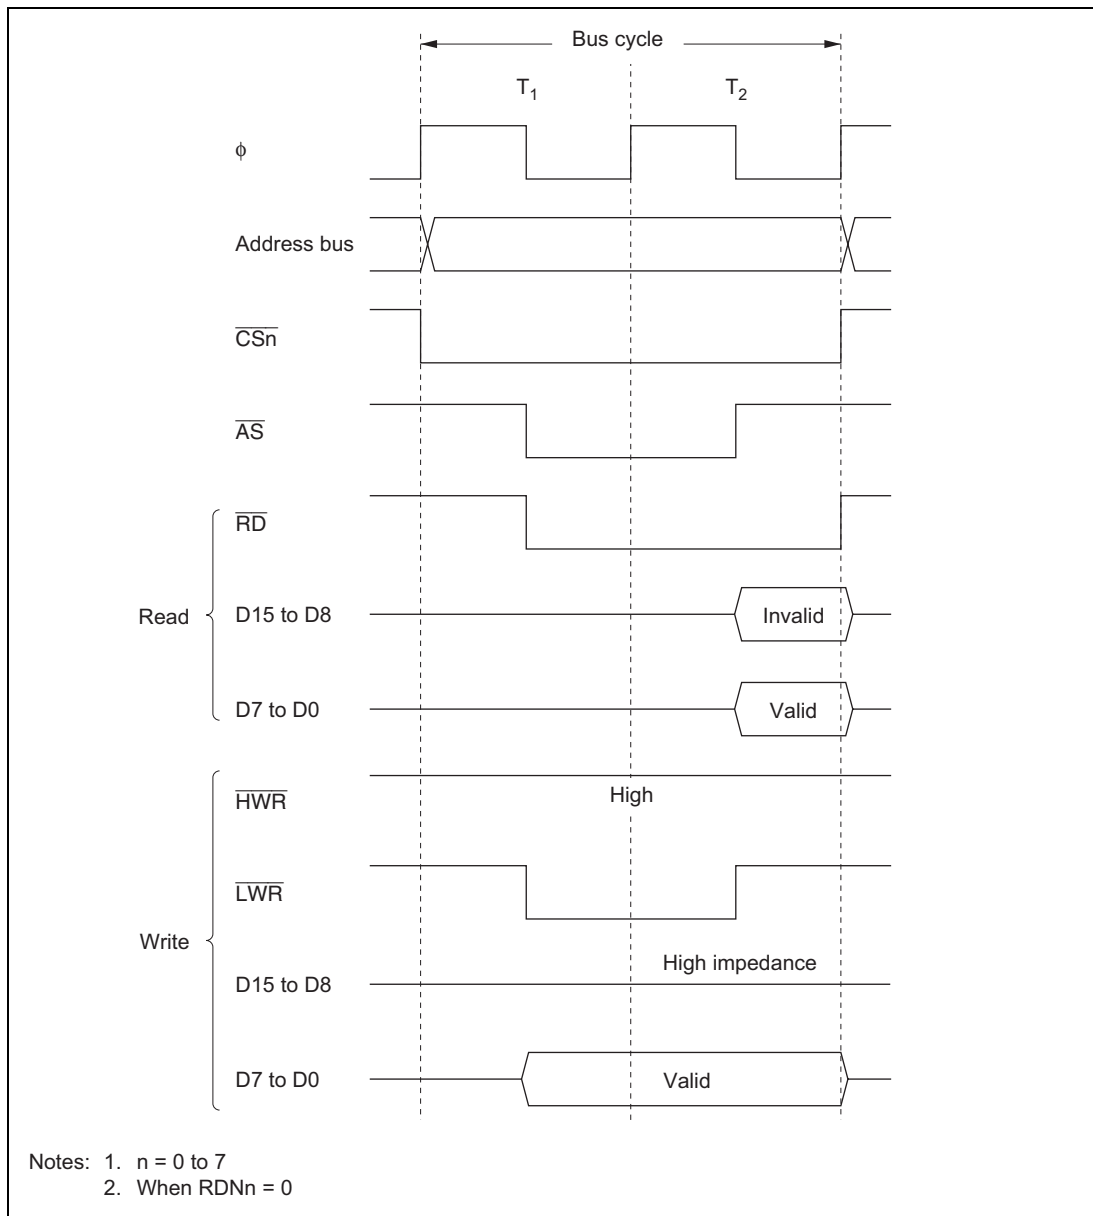 Bus cycle
T1 T2
ϕ
Address bus
CSn
AS
RD
Read
D15 to D8 Invalid
D7 to D0 Valid
HWR High
LWR
Write
High impedance
D15 to D8
D7 to D0 Valid
Notes: 1. n = 0 to 7
2. When RDNn = 0